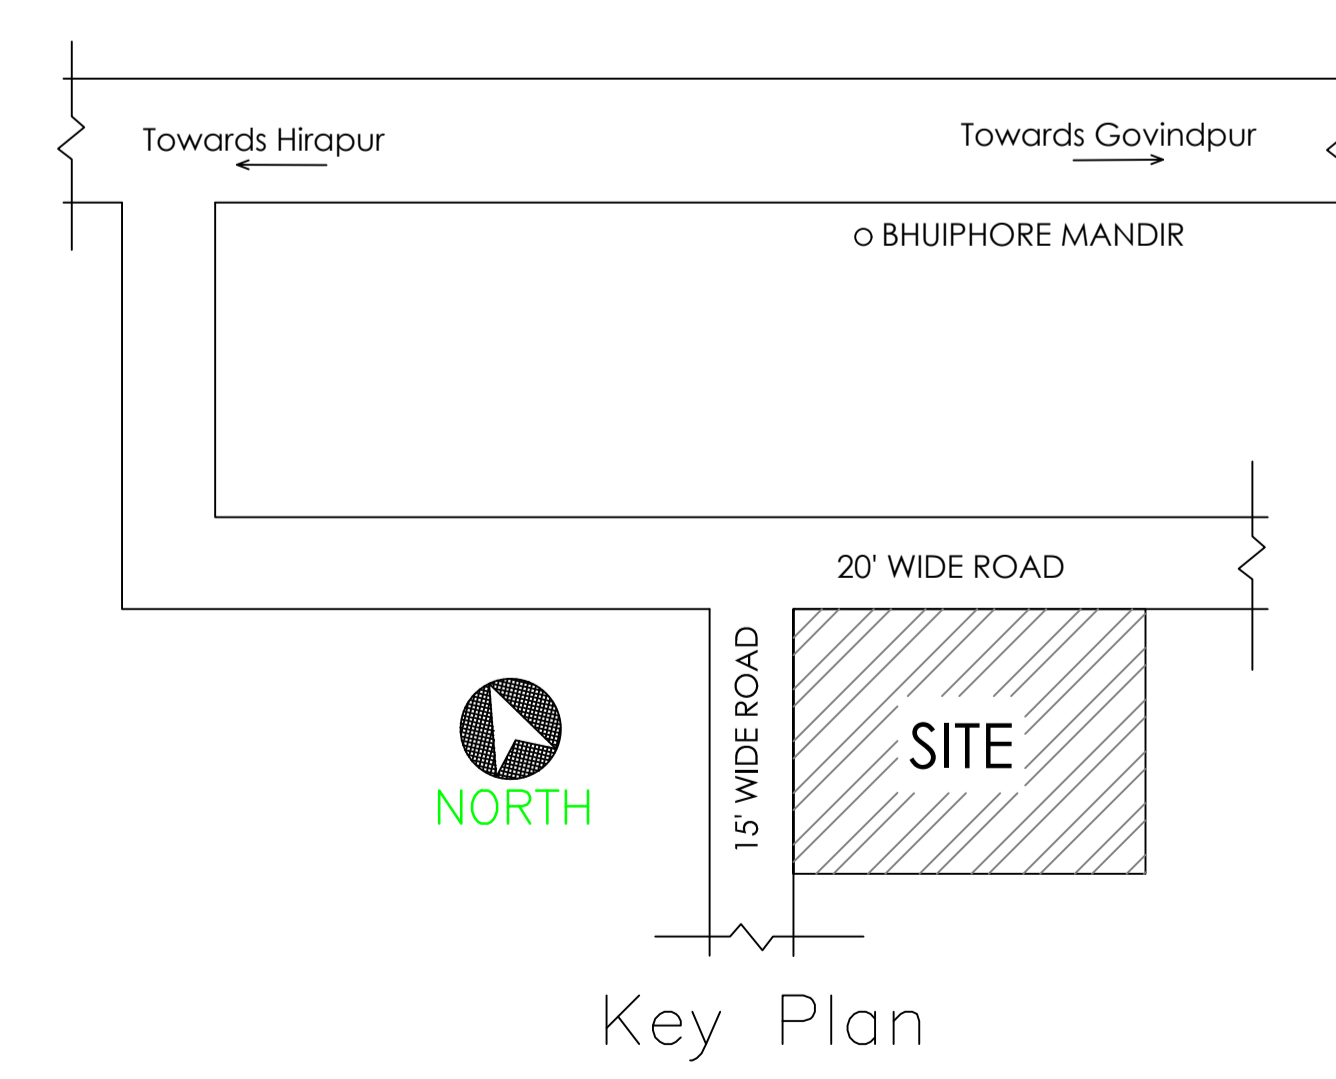 Towards Hirapur
Towards Govindpur
BHUIPHORE MANDIR
20' WIDE ROAD
15' WIDE ROAD
SITE
NORTH
Key Plan